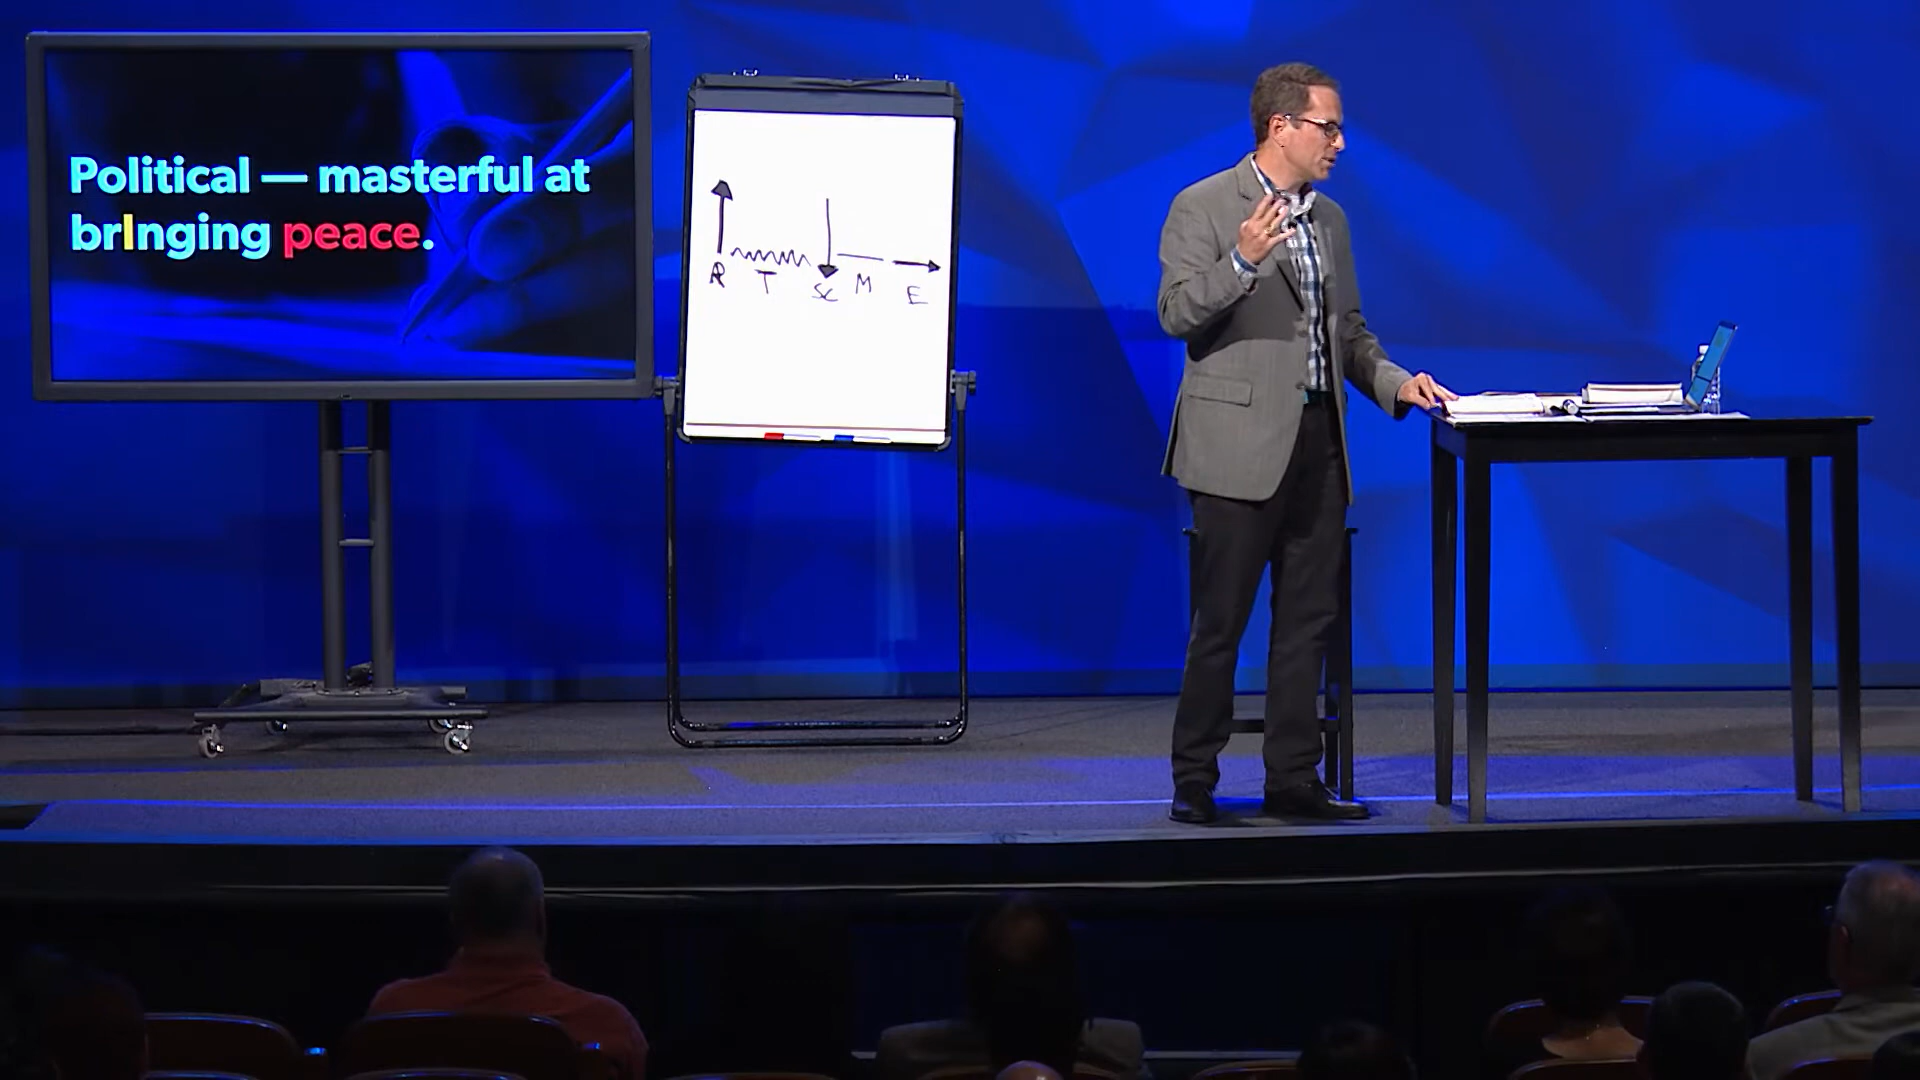 Political — masterful at
brInging peace.
R T SC M E